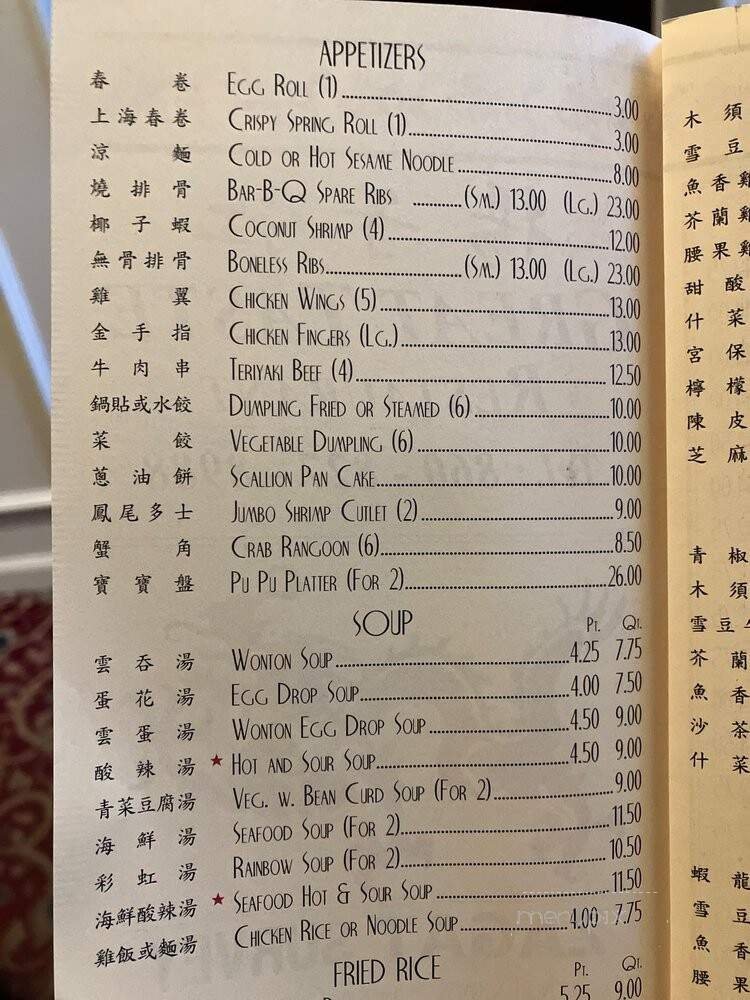 APPETIZERS
春卷 EGG ROLL (1) 3.00
上海春卷 CRISPY SPRING ROLL (1) 3.00
涼麵 COLD OR HOT SESAME NOODLE 8.00
燒排骨 BAR-B-Q SPARE RIBS (SM.) 13.00 (LG.) 23.00
椰子蝦 COCONUT SHRIMP (4) 12.00
無骨排骨 BONELESS RIBS (SM.) 13.00 (LG.) 23.00
雞翼 CHICKEN WINGS (5) 13.00
金手指 CHICKEN FINGERS (LG.) 13.00
牛肉串 TERIYAKI BEEF (4) 12.50
鍋貼或水餃 DUMPLING FRIED OR STEAMED (6) 10.00
菜餃 VEGETABLE DUMPLING (6) 10.00
蔥油餅 SCALLION PAN CAKE 10.00
鳳尾多士 JUMBO SHRIMP CUTLET (2) 9.00
蟹角 CRAB RANGOON (6) 8.50
寶寶盤 PU PU PLATTER (FOR 2) 26.00
SOUP PT. QT.
雲吞湯 WONTON SOUP 4.25 7.75
蛋花湯 EGG DROP SOUP 4.00 7.50
雲蛋湯 WONTON EGG DROP SOUP 4.50 9.00
酸辣湯 ★ HOT AND SOUR SOUP 4.50 9.00
青菜豆腐湯 VEG. W. BEAN CURD SOUP (FOR 2) 9.00
海鮮湯 SEAFOOD SOUP (FOR 2) 11.50
彩虹湯 RAINBOW SOUP (FOR 2) 10.50
海鮮酸辣湯 ★ SEAFOOD HOT & SOUR SOUP 11.50
雞飯或麵湯 CHICKEN RICE OR NOODLE SOUP 4.00 7.75
FRIED RICE PT. QT.
5.25 9.00
木須
雪豆
魚香雞
芥蘭雞
腰果雞
甜酸
什菜
宮保
檸檬
陳皮
芝麻
青椒
木須
雪豆牛
芥蘭
魚香
沙茶
什菜
蝦龍
雪豆
魚香
腰果